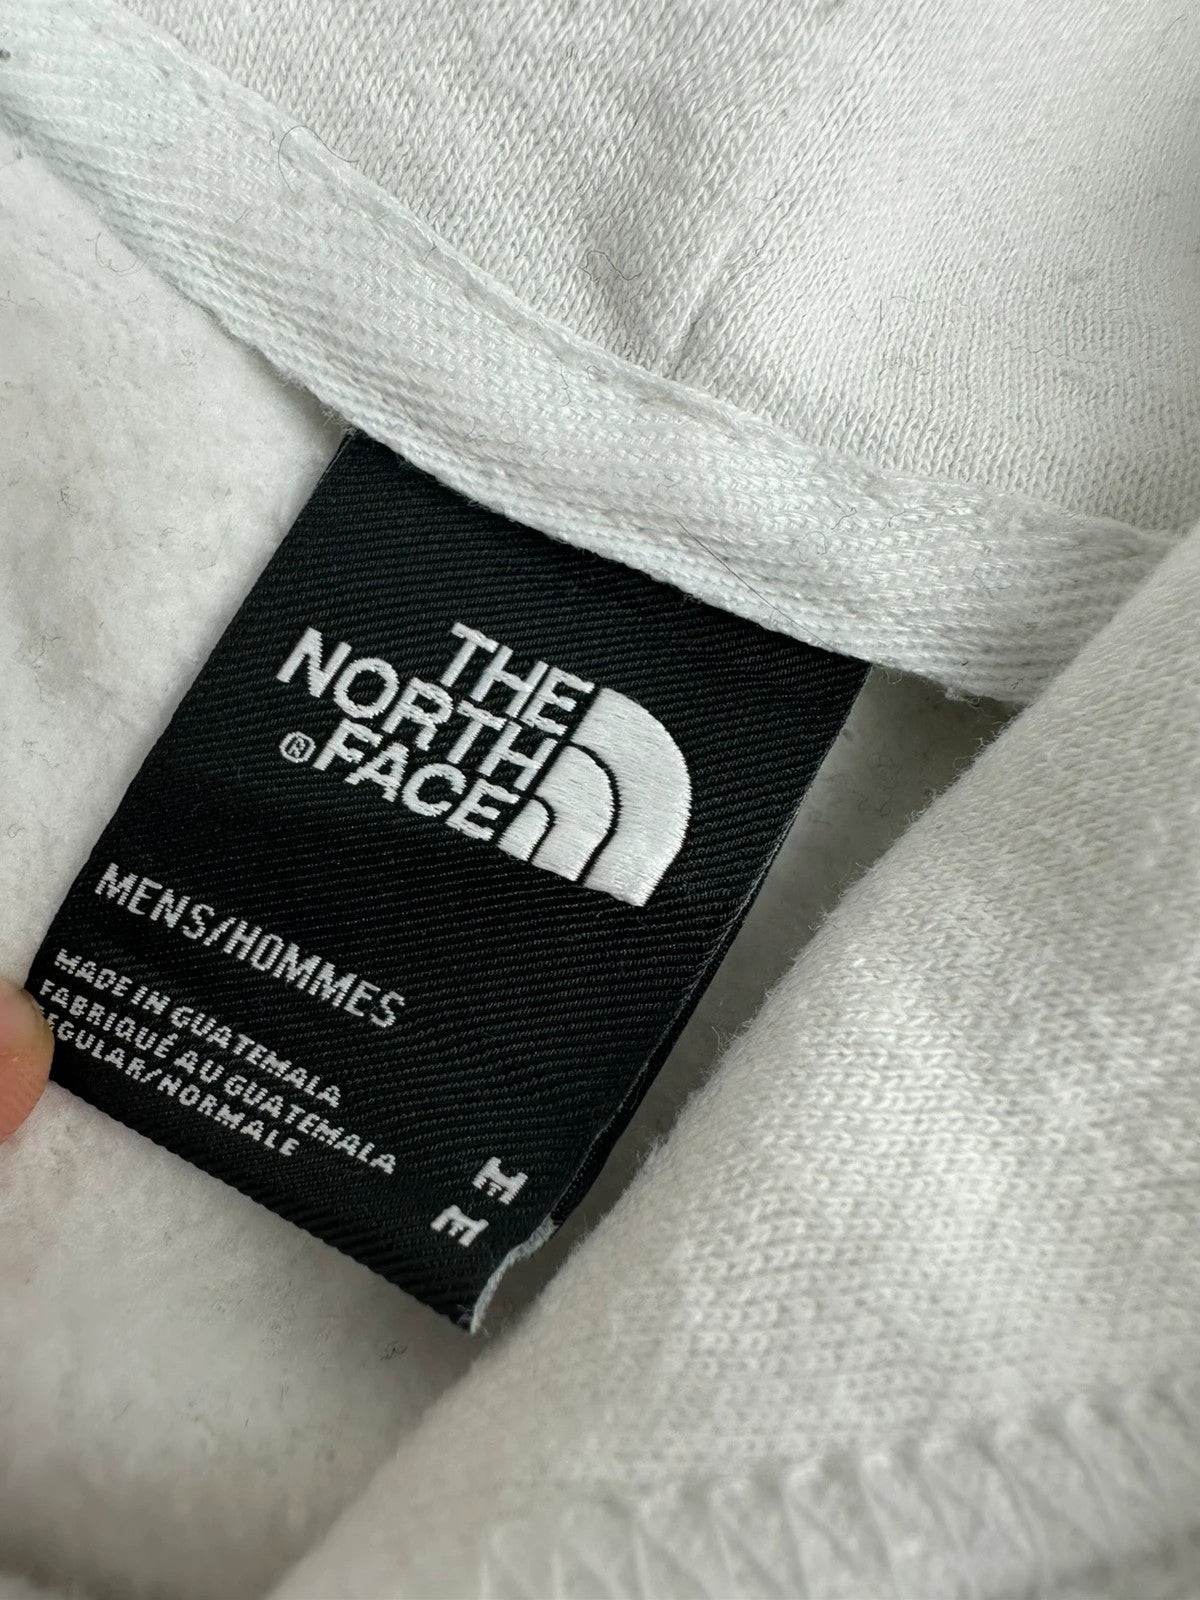 THE
NORTH
FACE
®
MENS/HOMMES
MADE IN GUATEMALA
FABRIQUÉ AU GUATEMALA
REGULAR/NORMALE
M
M